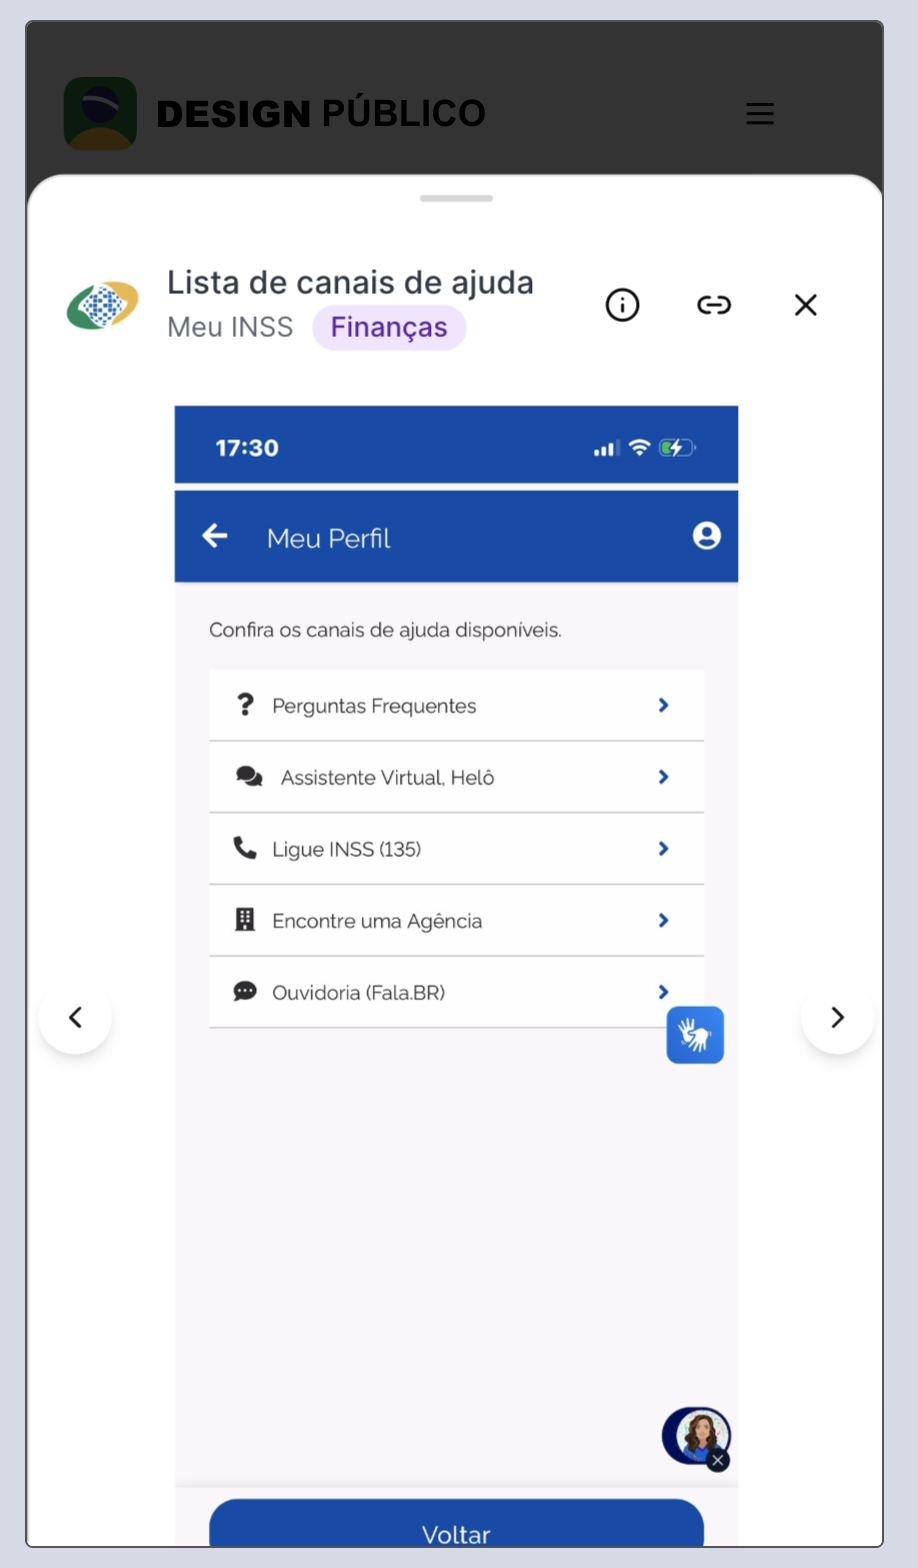 DESIGN PÚBLICO
Lista de canais de ajuda
Meu INSS Finanças
17:30
Meu Perfil
Confira os canais de ajuda disponíveis.
Perguntas Frequentes
Assistente Virtual, Helô
Ligue INSS (135)
Encontre uma Agência
Ouvidoria (Fala.BR)
Voltar